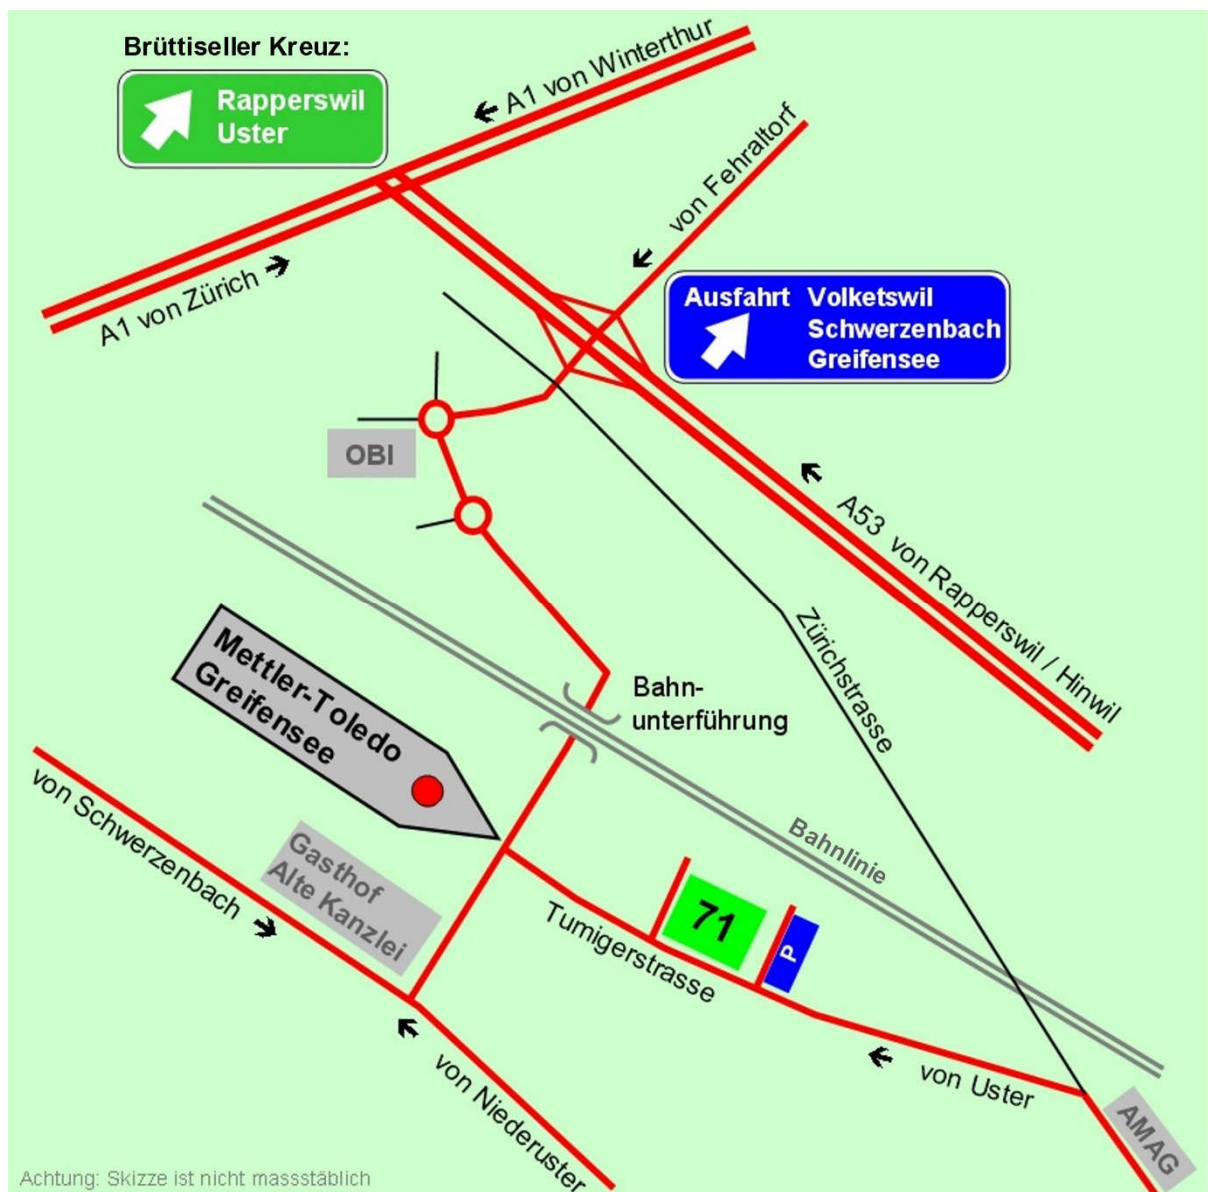 Brüttiseller Kreuz:
Rapperswil
Uster
A1 von Winterthur
von Fehraltorf
A1 von Zürich
Ausfahrt Volketswil
Schwerzenbach
Greifensee
OBI
A53 von Rapperswil / Hinwil
Zürichstrasse
Mettler-Toledo
Greifensee
Bahn-
unterführung
von Schwerzenbach
Gasthof
Alte Kanzlei
Bahnlinie
71
P
Tumigerstrasse
von Uster
von Niederuster
AMAG
Achtung: Skizze ist nicht massstäblich